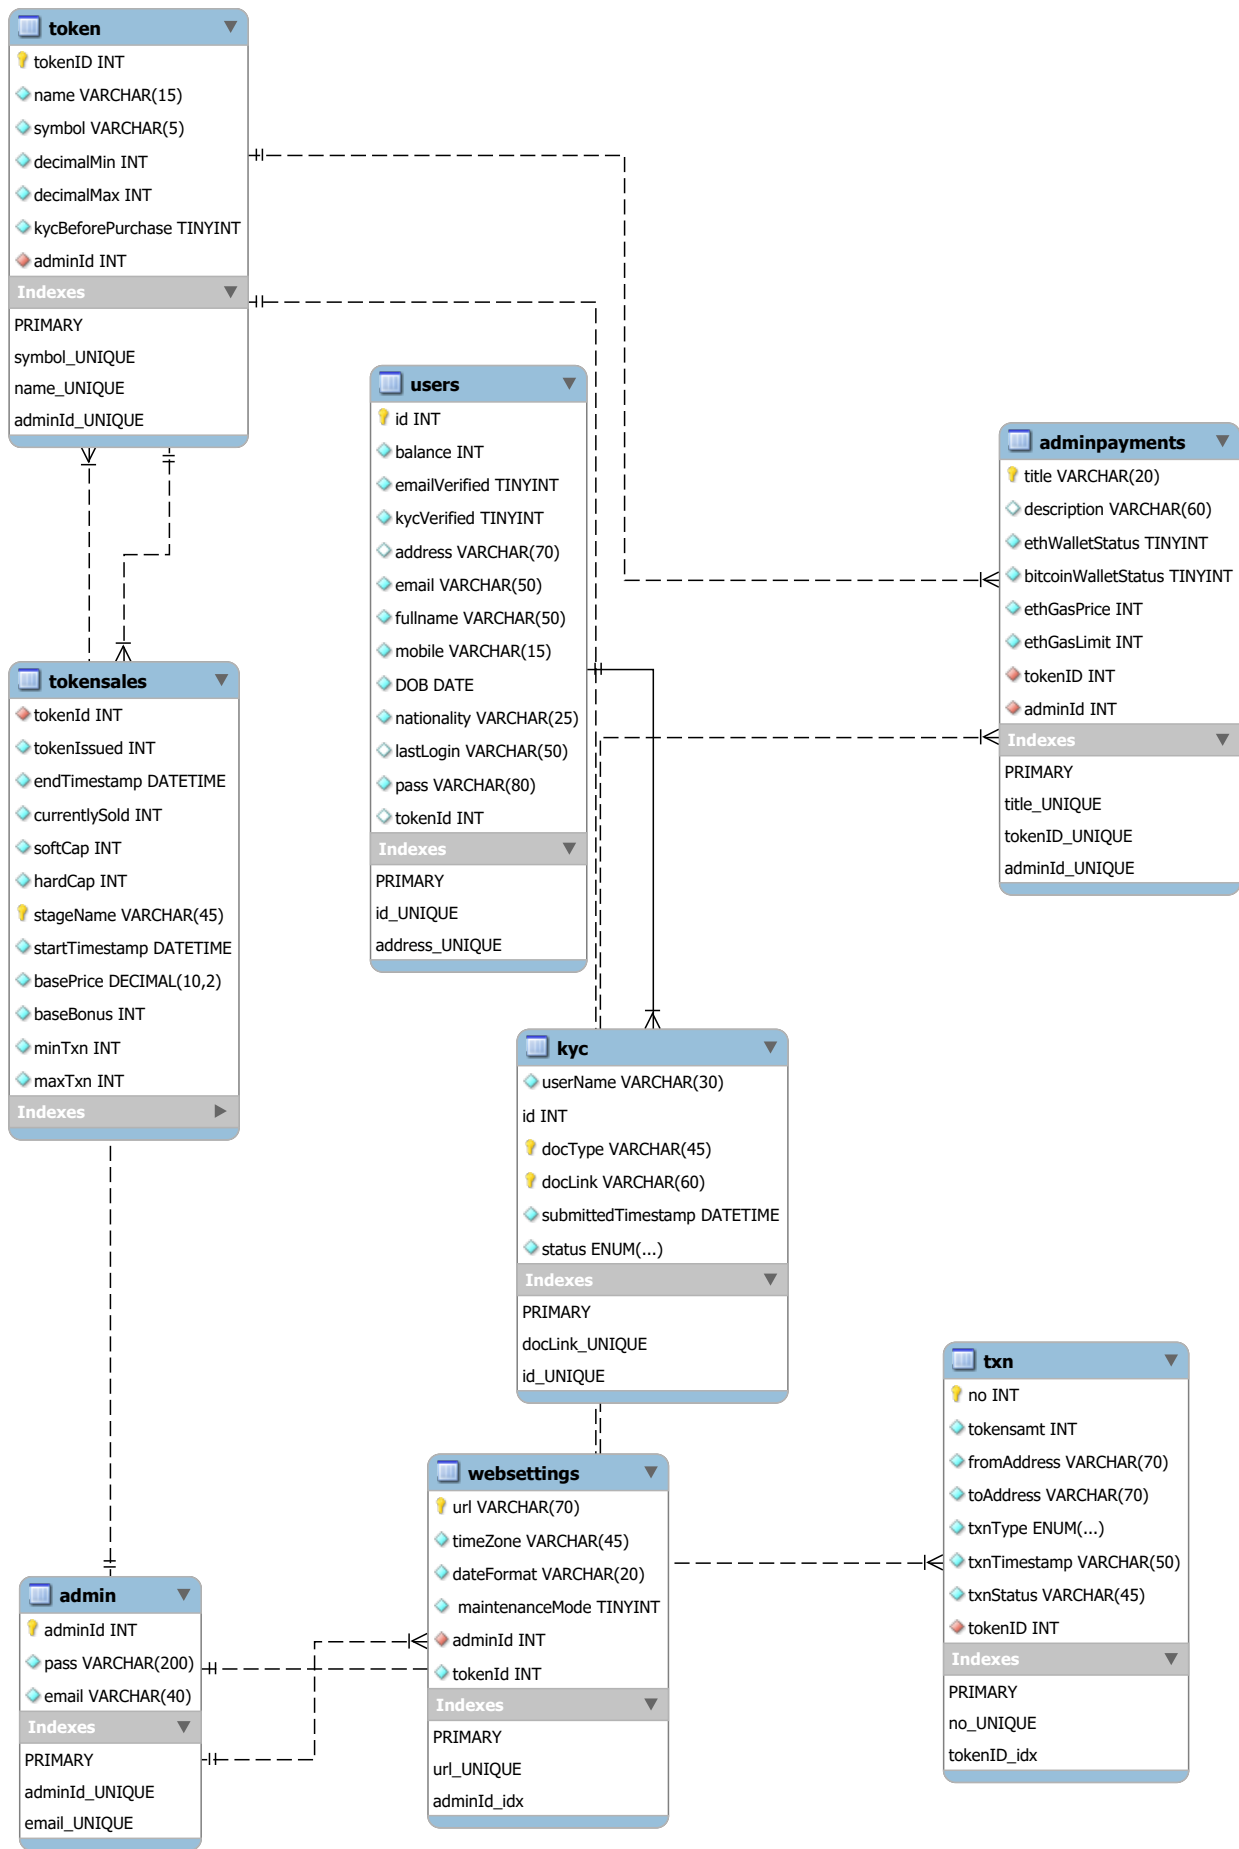 token
tokenID INT
name VARCHAR(15)
symbol VARCHAR(5)
decimalMin INT
decimalMax INT
kycBeforePurchase TINYINT
adminId INT
Indexes
PRIMARY
symbol_UNIQUE
name_UNIQUE
adminId_UNIQUE
users
id INT
balance INT
emailVerified TINYINT
kycVerified TINYINT
address VARCHAR(70)
email VARCHAR(50)
fullname VARCHAR(50)
mobile VARCHAR(15)
DOB DATE
nationality VARCHAR(25)
lastLogin VARCHAR(50)
pass VARCHAR(80)
tokenId INT
Indexes
PRIMARY
id_UNIQUE
address_UNIQUE
adminpayments
title VARCHAR(20)
description VARCHAR(60)
ethWalletStatus TINYINT
bitcoinWalletStatus TINYINT
ethGasPrice INT
ethGasLimit INT
tokenID INT
adminId INT
Indexes
PRIMARY
title_UNIQUE
tokenID_UNIQUE
adminId_UNIQUE
tokensales
tokenId INT
tokenIssued INT
endTimestamp DATETIME
currentlySold INT
softCap INT
hardCap INT
stageName VARCHAR(45)
startTimestamp DATETIME
basePrice DECIMAL(10,2)
baseBonus INT
minTxn INT
maxTxn INT
Indexes
kyc
userName VARCHAR(30)
id INT
docType VARCHAR(45)
docLink VARCHAR(60)
submittedTimestamp DATETIME
status ENUM(...)
Indexes
PRIMARY
docLink_UNIQUE
id_UNIQUE
txn
no INT
tokensamt INT
fromAddress VARCHAR(70)
toAddress VARCHAR(70)
txnType ENUM(...)
txnTimestamp VARCHAR(50)
txnStatus VARCHAR(45)
tokenID INT
Indexes
PRIMARY
no_UNIQUE
tokenID_idx
websettings
url VARCHAR(70)
timeZone VARCHAR(45)
dateFormat VARCHAR(20)
maintenanceMode TINYINT
adminId INT
tokenId INT
Indexes
PRIMARY
url_UNIQUE
adminId_idx
admin
adminId INT
pass VARCHAR(200)
email VARCHAR(40)
Indexes
PRIMARY
adminId_UNIQUE
email_UNIQUE